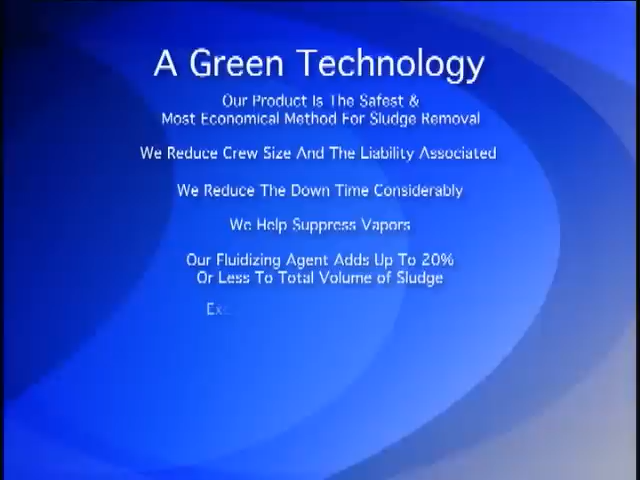 A Green Technology
Our Product Is The Safest &
Most Economical Method For Sludge Removal
We Reduce Crew Size And The Liability Associated
We Reduce The Down Time Considerably
We Help Suppress Vapors
Our Fluidizing Agent Adds Up To 20%
Or Less To Total Volume of Sludge